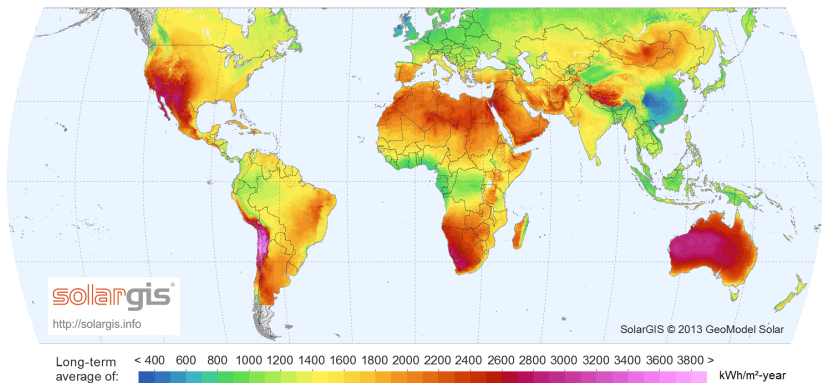 solargis®
http://solargis.info
SolarGIS © 2013 GeoModel Solar
Long-term average of: < 400 600 800 1000 1200 1400 1600 1800 2000 2200 2400 2600 2800 3000 3200 3400 3600 3800 > kWh/m²-year